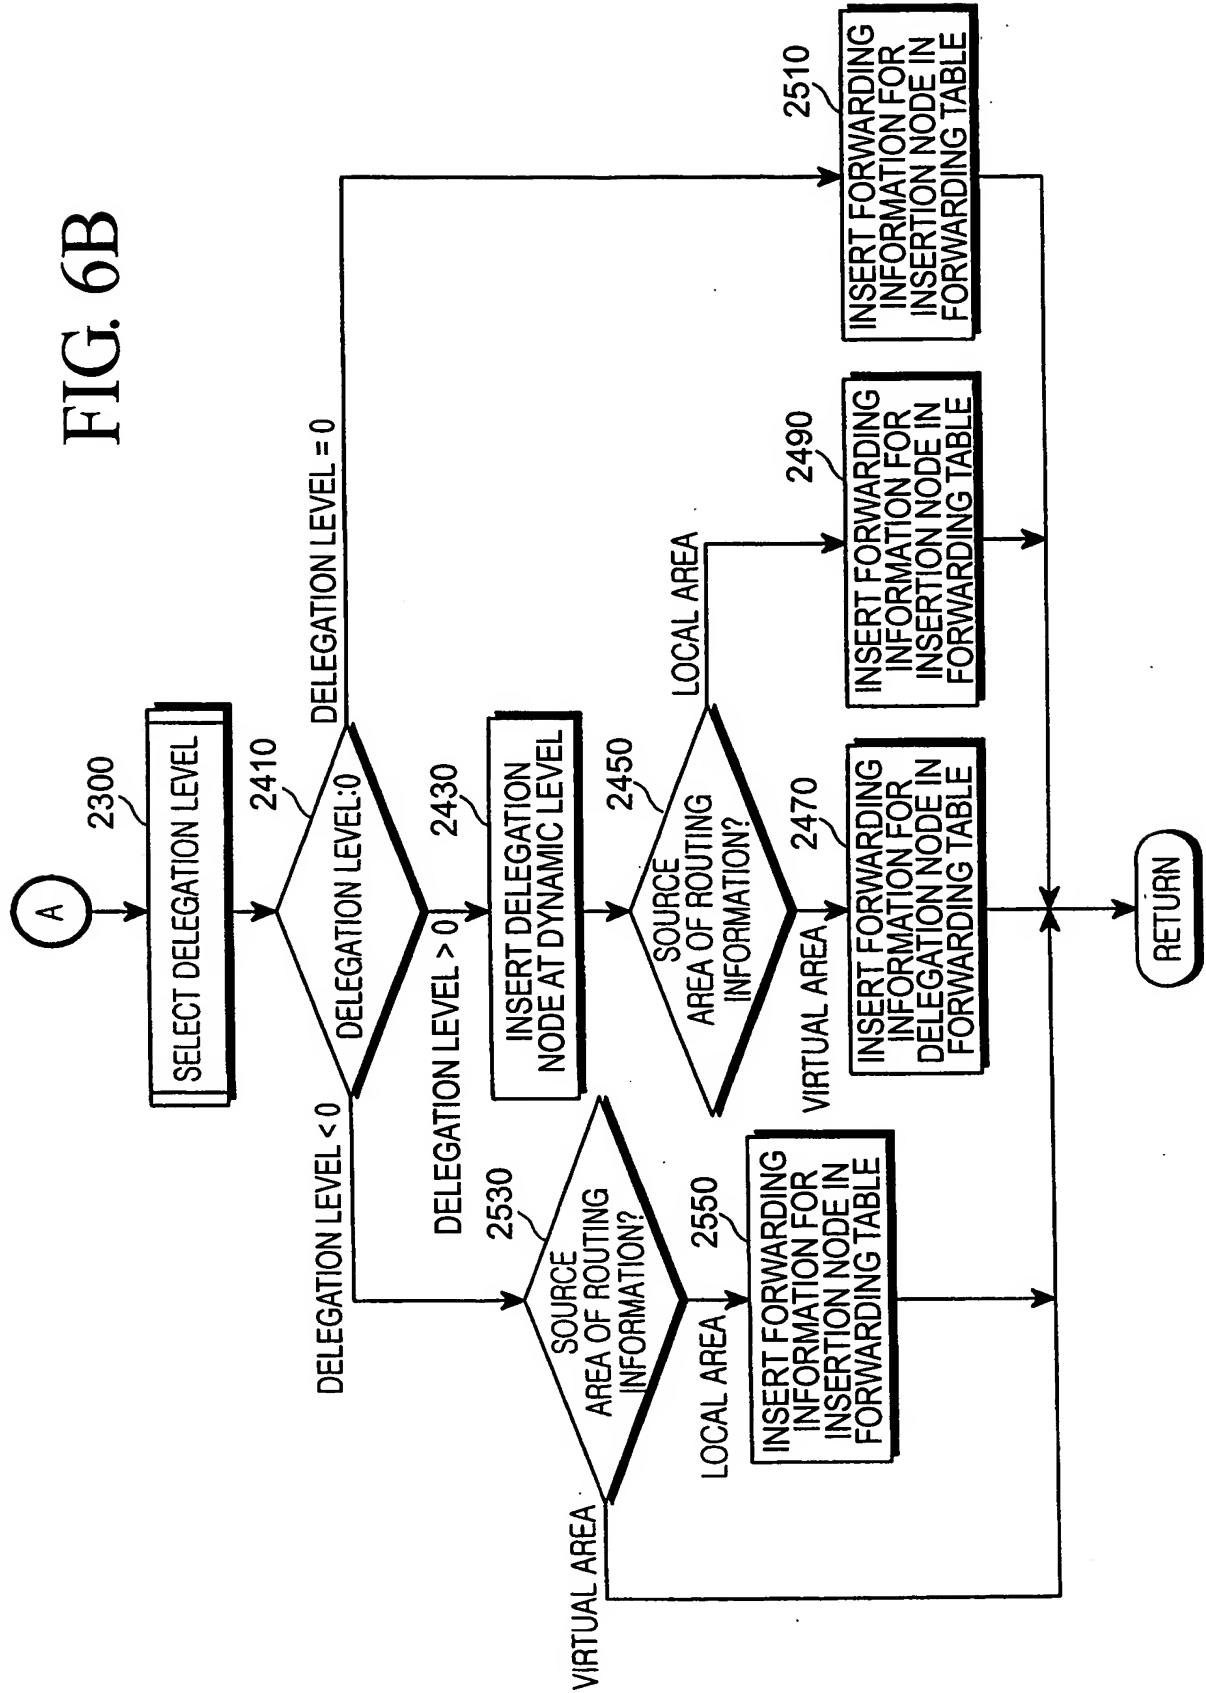 FIG. 6B
A
2300
SELECT DELEGATION LEVEL
2410
DELEGATION LEVEL:0
DELEGATION LEVEL < 0
DELEGATION LEVEL > 0
DELEGATION LEVEL = 0
2430
INSERT DELEGATION
NODE AT DYNAMIC LEVEL
2530
SOURCE
AREA OF ROUTING
INFORMATION?
2450
SOURCE
AREA OF ROUTING
INFORMATION?
VIRTUAL AREA
LOCAL AREA
VIRTUAL AREA
LOCAL AREA
2550
INSERT FORWARDING
INFORMATION FOR
INSERTION NODE IN
FORWARDING TABLE
2470
INSERT FORWARDING
INFORMATION FOR
DELEGATION NODE IN
FORWARDING TABLE
2490
INSERT FORWARDING
INFORMATION FOR
INSERTION NODE IN
FORWARDING TABLE
2510
INSERT FORWARDING
INFORMATION FOR
INSERTION NODE IN
FORWARDING TABLE
RETURN